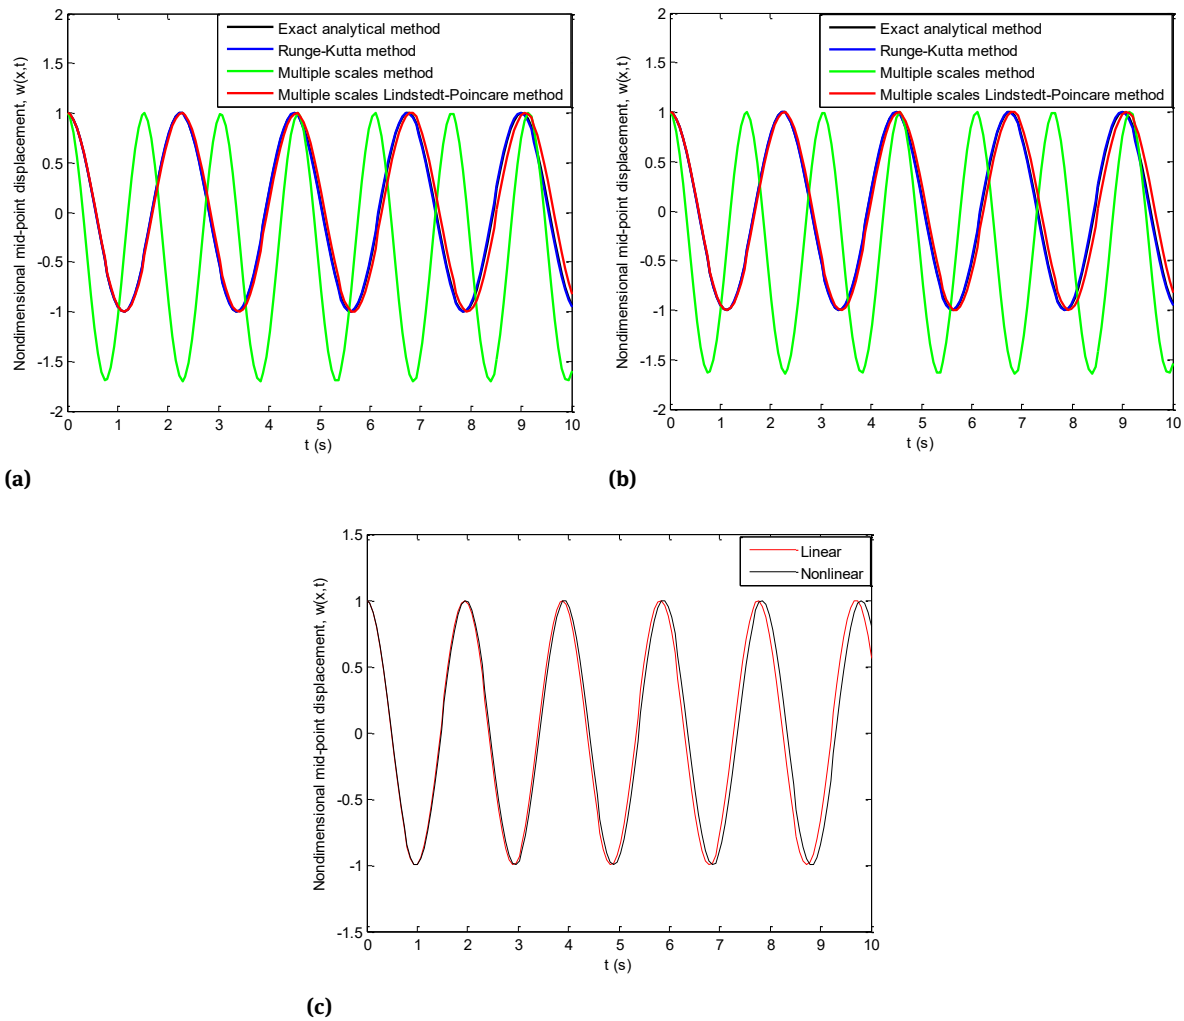 2
1.5
1
0.5
0
-0.5
-1
-1.5
-2
0 1 2 3 4 5 6 7 8 9 10
Nondimensional mid-point displacement, w(x,t)
t (s)
Exact analytical method
Runge-Kutta method
Multiple scales method
Multiple scales Lindstedt-Poincare method
(a)
2
1.5
1
0.5
0
-0.5
-1
-1.5
-2
0 1 2 3 4 5 6 7 8 9 10
Nondimensional mid-point displacement, w(x,t)
t (s)
Exact analytical method
Runge-Kutta method
Multiple scales method
Multiple scales Lindstedt-Poincare method
(b)
1.5
1
0.5
0
-0.5
-1
-1.5
0 1 2 3 4 5 6 7 8 9 10
Nondimensional mid-point displacement, w(x,t)
t (s)
Linear
Nonlinear
(c)